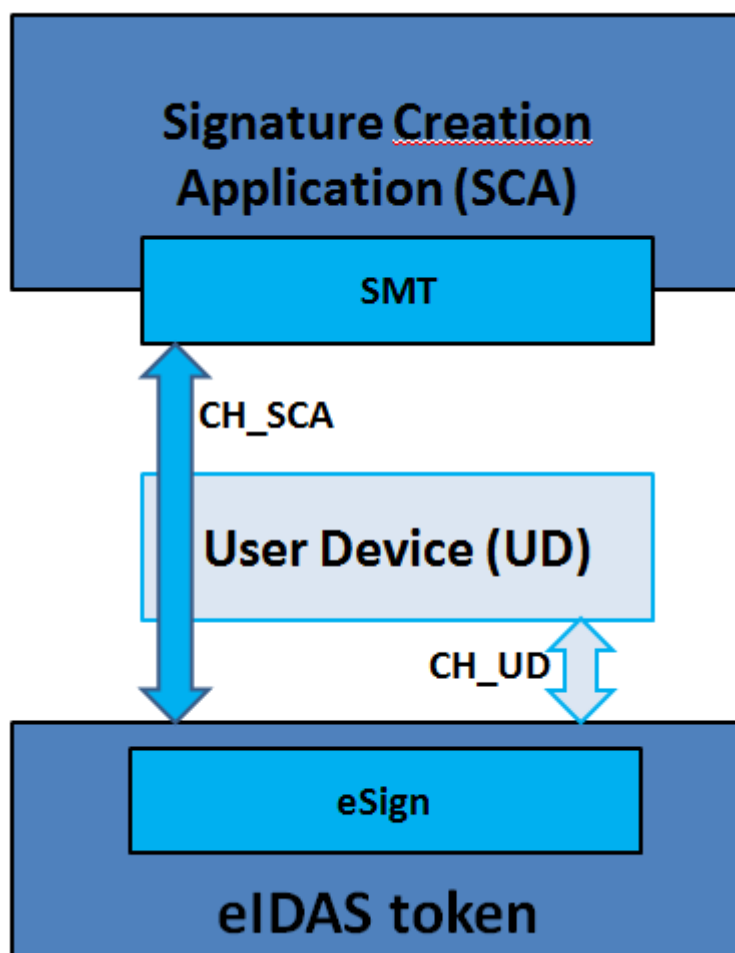 Signature Creation
Application (SCA)
SMT
CH_SCA
User Device (UD)
CH_UD
eSign
eIDAS token